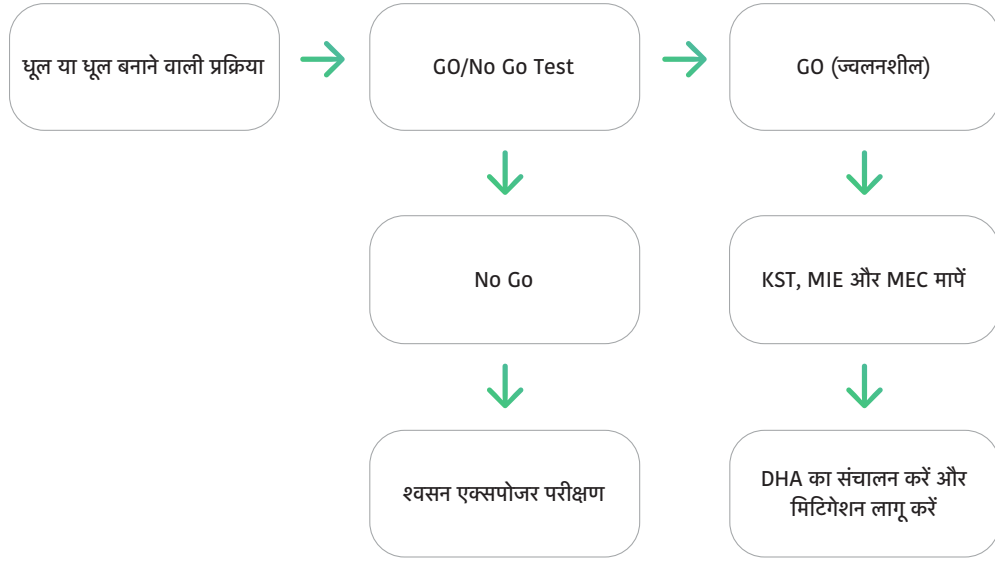 धूल या धूल बनाने वाली प्रक्रिया
GO/No Go Test
GO (ज्वलनशील)
No Go
KST, MIE और MEC मापें
श्वसन एक्सपोजर परीक्षण
DHA का संचालन करें और
मिटिगेशन लागू करें